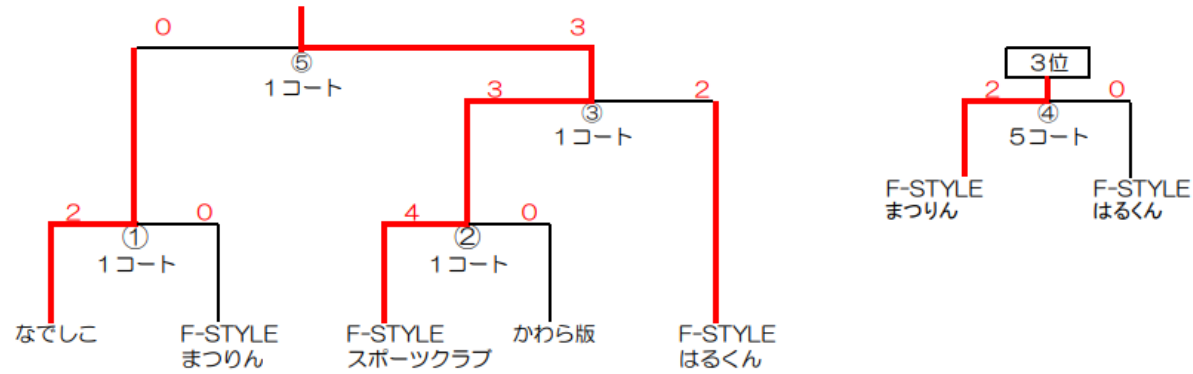 0
3
⑤
1コート
3位
3
2
③
1コート
2
0
④
5コート
F-STYLE
まつりん
F-STYLE
はるくん
2
0
①
1コート
4
0
②
1コート
なでしこ
F-STYLE
まつりん
F-STYLE
スポーツクラブ
かわら版
F-STYLE
はるくん